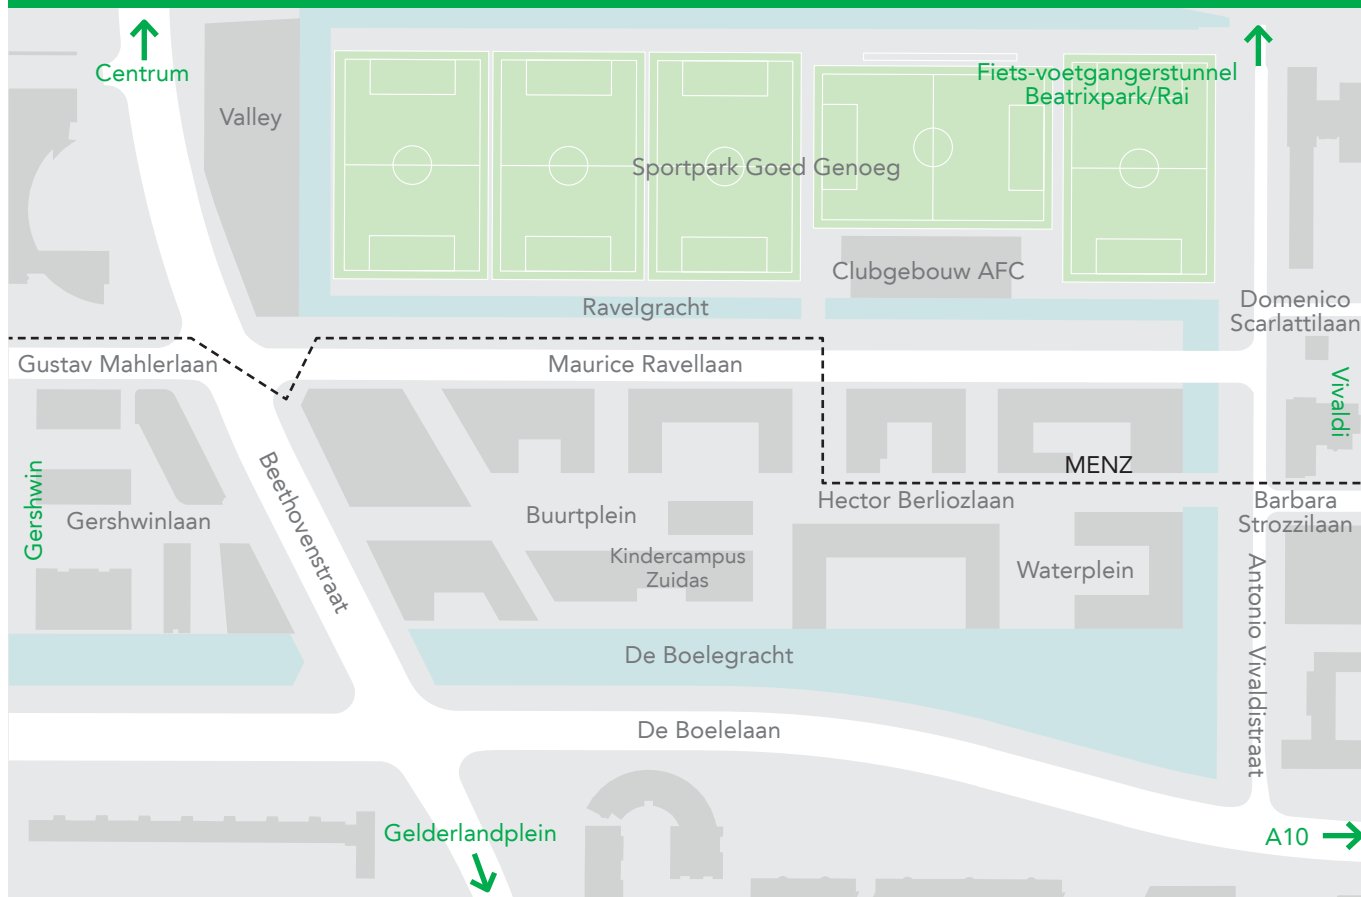 Centrum
Fiets-voetgangerstunnel
Beatrixpark/Rai
Valley
Sportpark Goed Genoeg
Clubgebouw AFC
Ravelgracht
Domenico
Scarlattilaan
Gustav Mahlerlaan
Maurice Ravellaan
Vivaldi
MENZ
Beethovenstraat
Gershwin
Gershwinlaan
Buurtplein
Hector Berliozlaan
Barbara
Strozzilaan
Kindercampus
Zuidas
Waterplein
Antonio Vivaldistraat
De Boelegracht
De Boelelaan
Gelderlandplein
A10